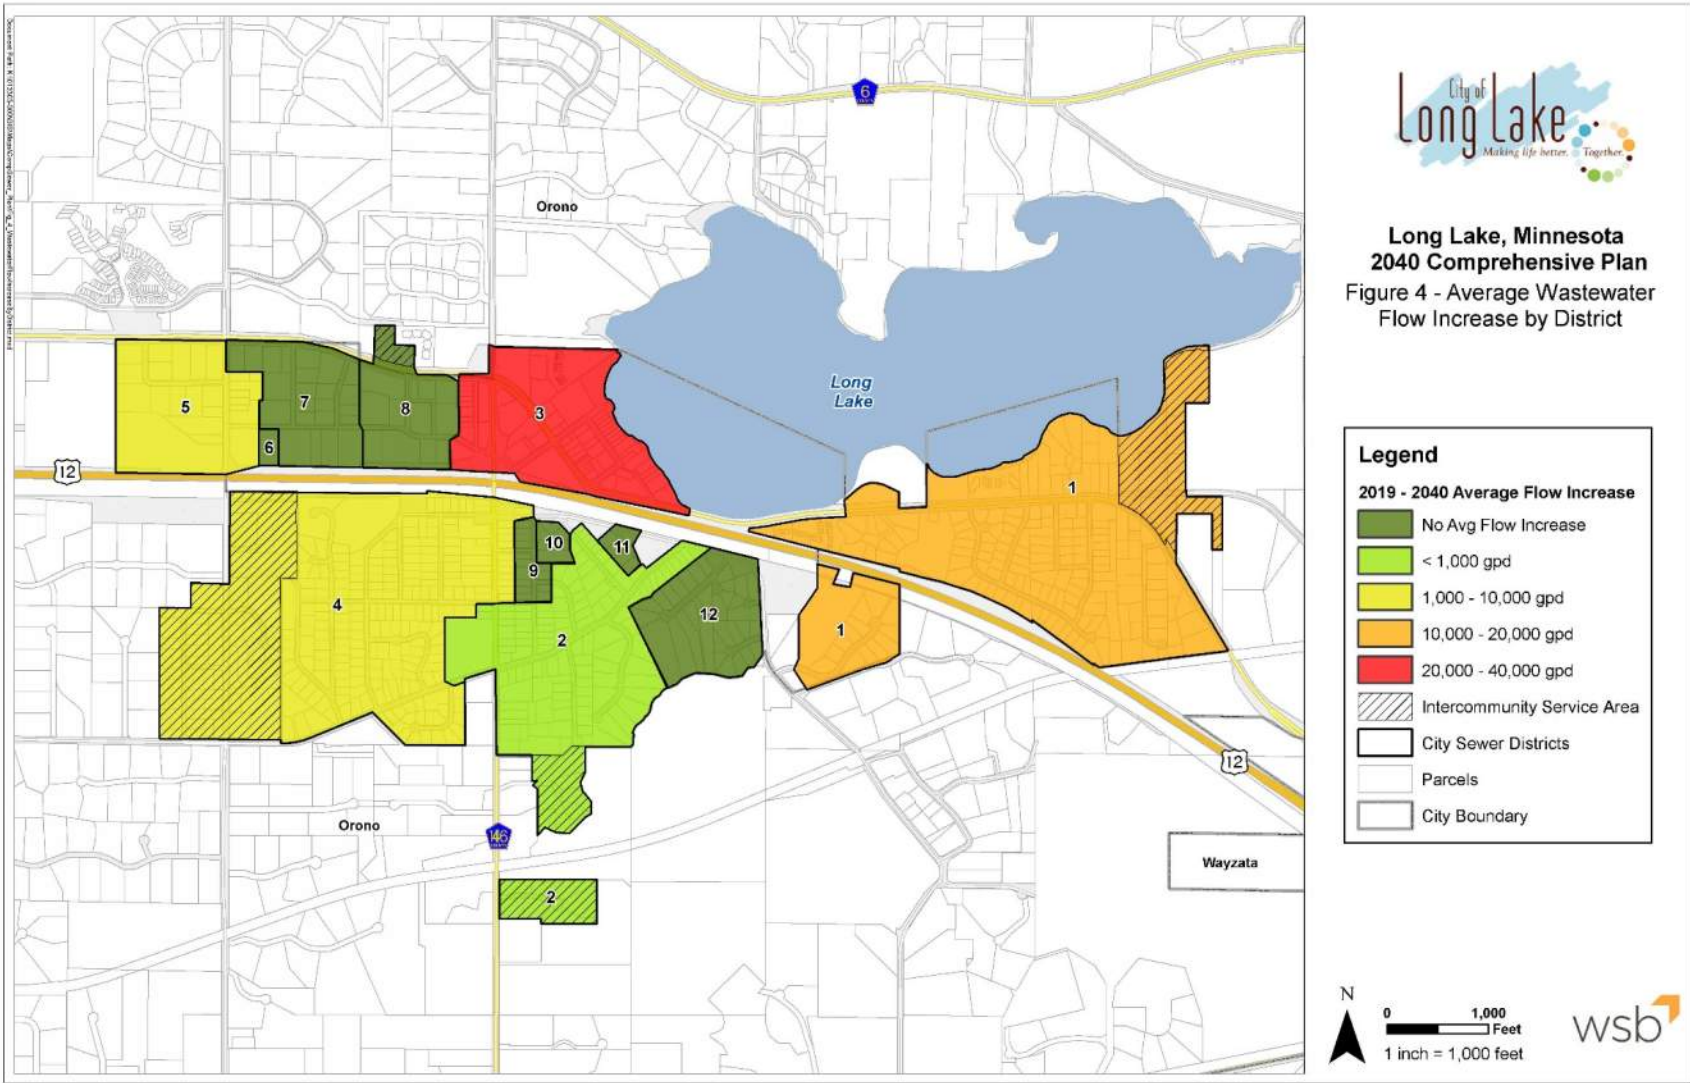 6
COUNTY
Orono
Long
Lake
5
7
8
3
6
12
1
10
11
9
4
2
12
1
12
Orono
146
COUNTY
Wayzata
2
City of
Long Lake
Making life better. Together.
Long Lake, Minnesota
2040 Comprehensive Plan
Figure 4 - Average Wastewater
Flow Increase by District
Legend
2019 - 2040 Average Flow Increase
No Avg Flow Increase
< 1,000 gpd
1,000 - 10,000 gpd
10,000 - 20,000 gpd
20,000 - 40,000 gpd
Intercommunity Service Area
City Sewer Districts
Parcels
City Boundary
N
0 1,000
Feet
1 inch = 1,000 feet
wsb